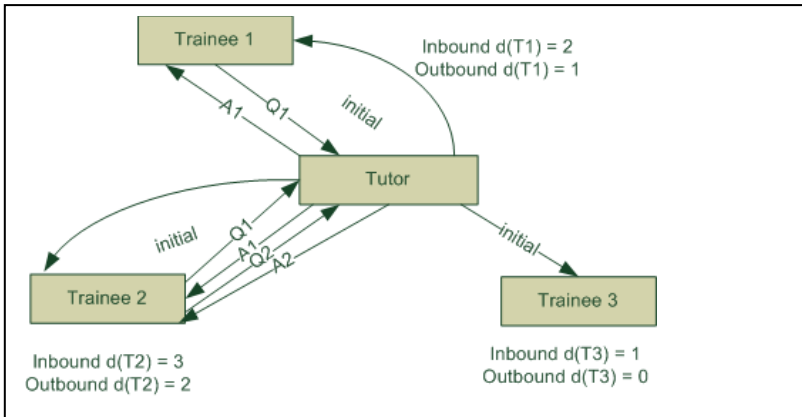 Trainee 1
Inbound d(T1) = 2
Outbound d(T1) = 1
A1
Q1
initial
Tutor
initial
Q1
A1
Q2
A2
initial
Trainee 2
Trainee 3
Inbound d(T2) = 3
Outbound d(T2) = 2
Inbound d(T3) = 1
Outbound d(T3) = 0